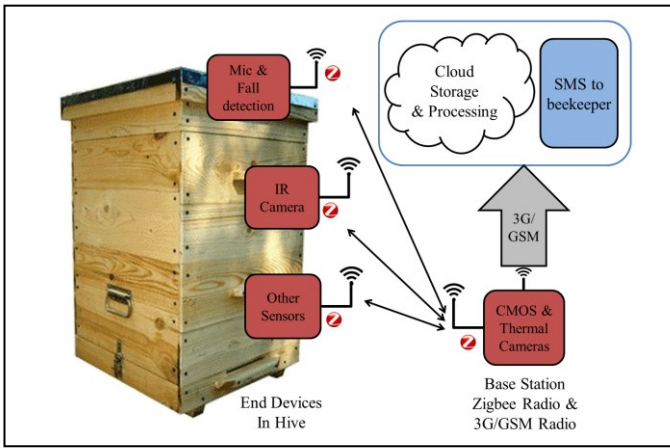 Mic &
Fall
detection
Z
IR
Camera
Z
Other
Sensors
Z
End Devices
In Hive
Cloud
Storage
& Processing
SMS to
beekeeper
3G/
GSM
CMOS &
Thermal
Cameras
Z
Base Station
Zigbee Radio &
3G/GSM Radio